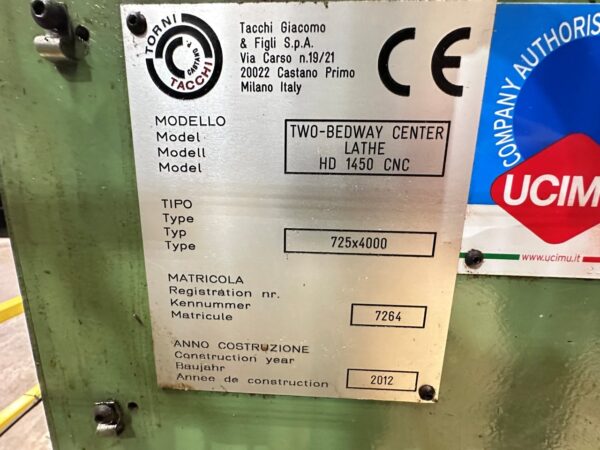 TORNI
TACCHI
Tacchi Giacomo
& Figli S.p.A.
Via Carso n.19/21
20022 Castano Primo
Milano Italy
CE
MODELLO
Model
Modell
Model
TWO-BEDWAY CENTER
LATHE
HD 1450 CNC
TIPO
Type
Typ
Type
725x4000
MATRICOLA
Registration nr.
Kennummer
Matricule
7264
ANNO COSTRUZIONE
Construction year
Baujahr
Annee de construction
2012
COMPANY AUTHORIS
UCIM
www.ucimu.it